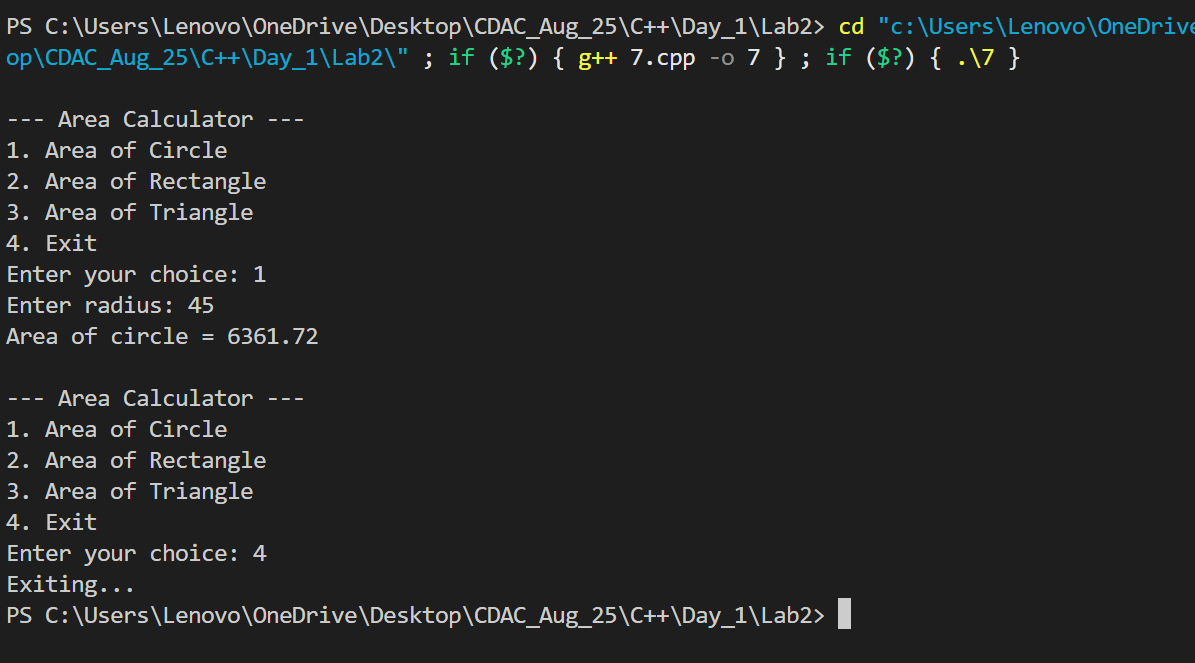 PS C:\Users\Lenovo\OneDrive\Desktop\CDAC_Aug_25\C++\Day_1\Lab2> cd "c:\Users\Lenovo\OneDrive
op\CDAC_Aug_25\C++\Day_1\Lab2\" ; if ($?) { g++ 7.cpp -o 7 } ; if ($?) { .\7 }

--- Area Calculator ---
1. Area of Circle
2. Area of Rectangle
3. Area of Triangle
4. Exit
Enter your choice: 1
Enter radius: 45
Area of circle = 6361.72

--- Area Calculator ---
1. Area of Circle
2. Area of Rectangle
3. Area of Triangle
4. Exit
Enter your choice: 4
Exiting...
PS C:\Users\Lenovo\OneDrive\Desktop\CDAC_Aug_25\C++\Day_1\Lab2>